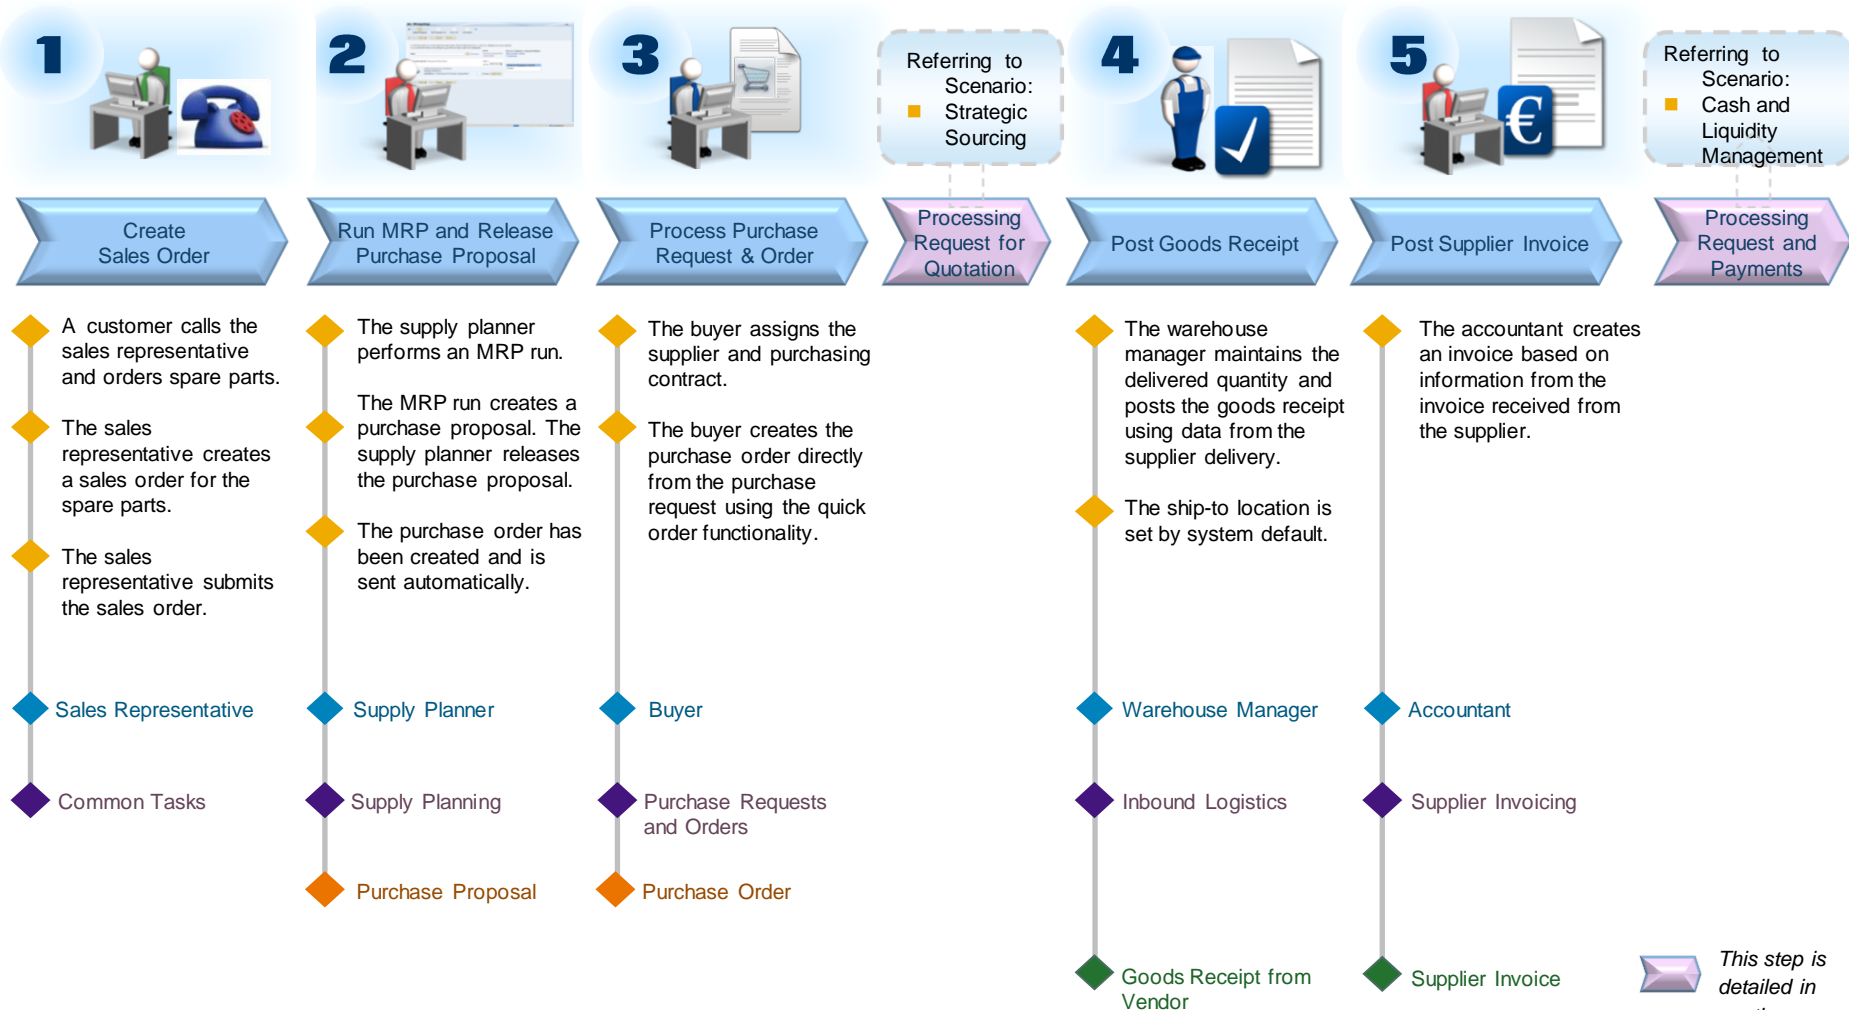 1
2
3
Referring to
Scenario:
Strategic
Sourcing
4
5
€
Referring to
Scenario:
Cash and
Liquidity
Management
Create
Sales Order
Run MRP and Release
Purchase Proposal
Process Purchase
Request & Order
Processing
Request for
Quotation
Post Goods Receipt
Post Supplier Invoice
Processing
Request and
Payments
A customer calls the
sales representative
and orders spare parts.
The sales
representative creates
a sales order for the
spare parts.
The sales
representative submits
the sales order.
The supply planner
performs an MRP run.
The MRP run creates a
purchase proposal. The
supply planner releases
the purchase proposal.
The purchase order has
been created and is
sent automatically.
The buyer assigns the
supplier and purchasing
contract.
The buyer creates the
purchase order directly
from the purchase
request using the quick
order functionality.
The warehouse
manager maintains the
delivered quantity and
posts the goods receipt
using data from the
supplier delivery.
The ship-to location is
set by system default.
The accountant creates
an invoice based on
information from the
invoice received from
the supplier.
Sales Representative
Supply Planner
Buyer
Warehouse Manager
Accountant
Common Tasks
Supply Planning
Purchase Requests
and Orders
Inbound Logistics
Supplier Invoicing
Purchase Proposal
Purchase Order
Goods Receipt from
Vendor
Supplier Invoice
This step is
detailed in